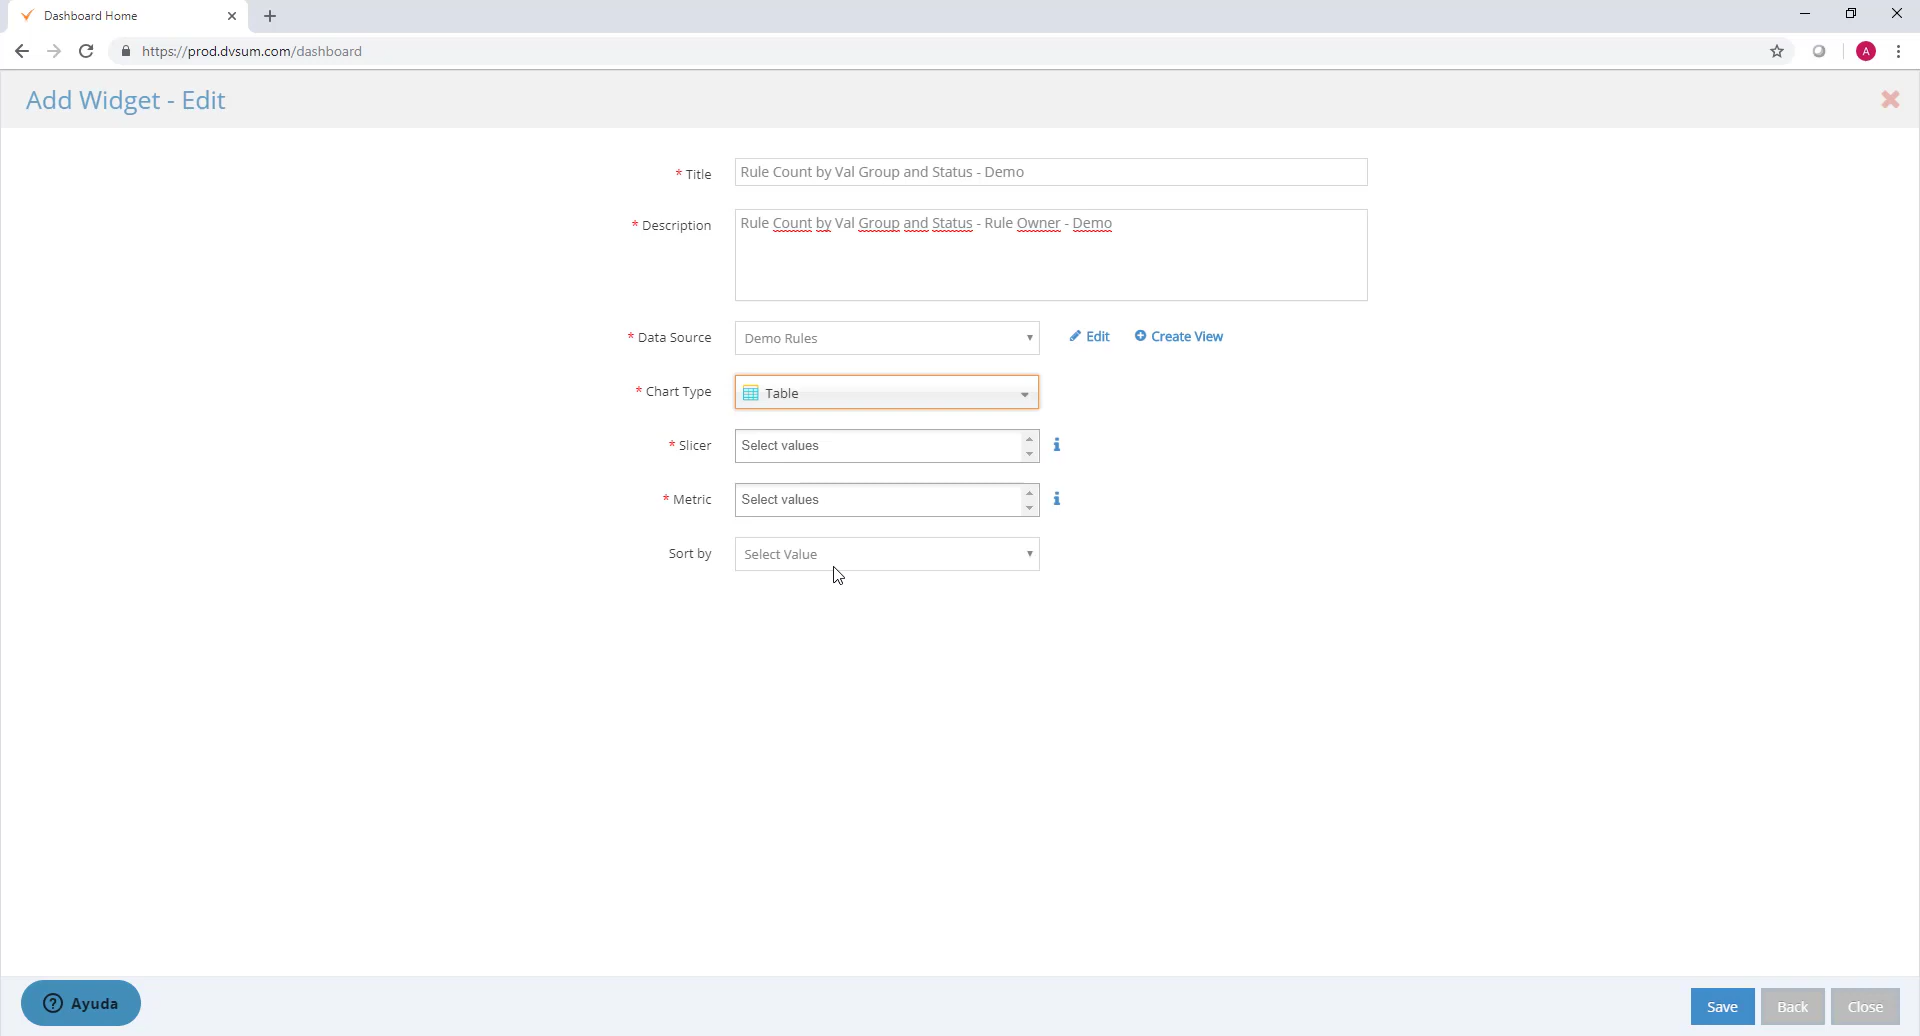 Dashboard Home
https://prod.dvsum.com/dashboard
A
Add Widget - Edit
* Title
Rule Count by Val Group and Status - Demo
* Description
Rule Count by Val Group and Status - Rule Owner - Demo
* Data Source
Demo Rules
Edit
Create View
* Chart Type
Table
* Slicer
Select values
* Metric
Select values
Sort by
Select Value
? Ayuda
Save
Back
Close